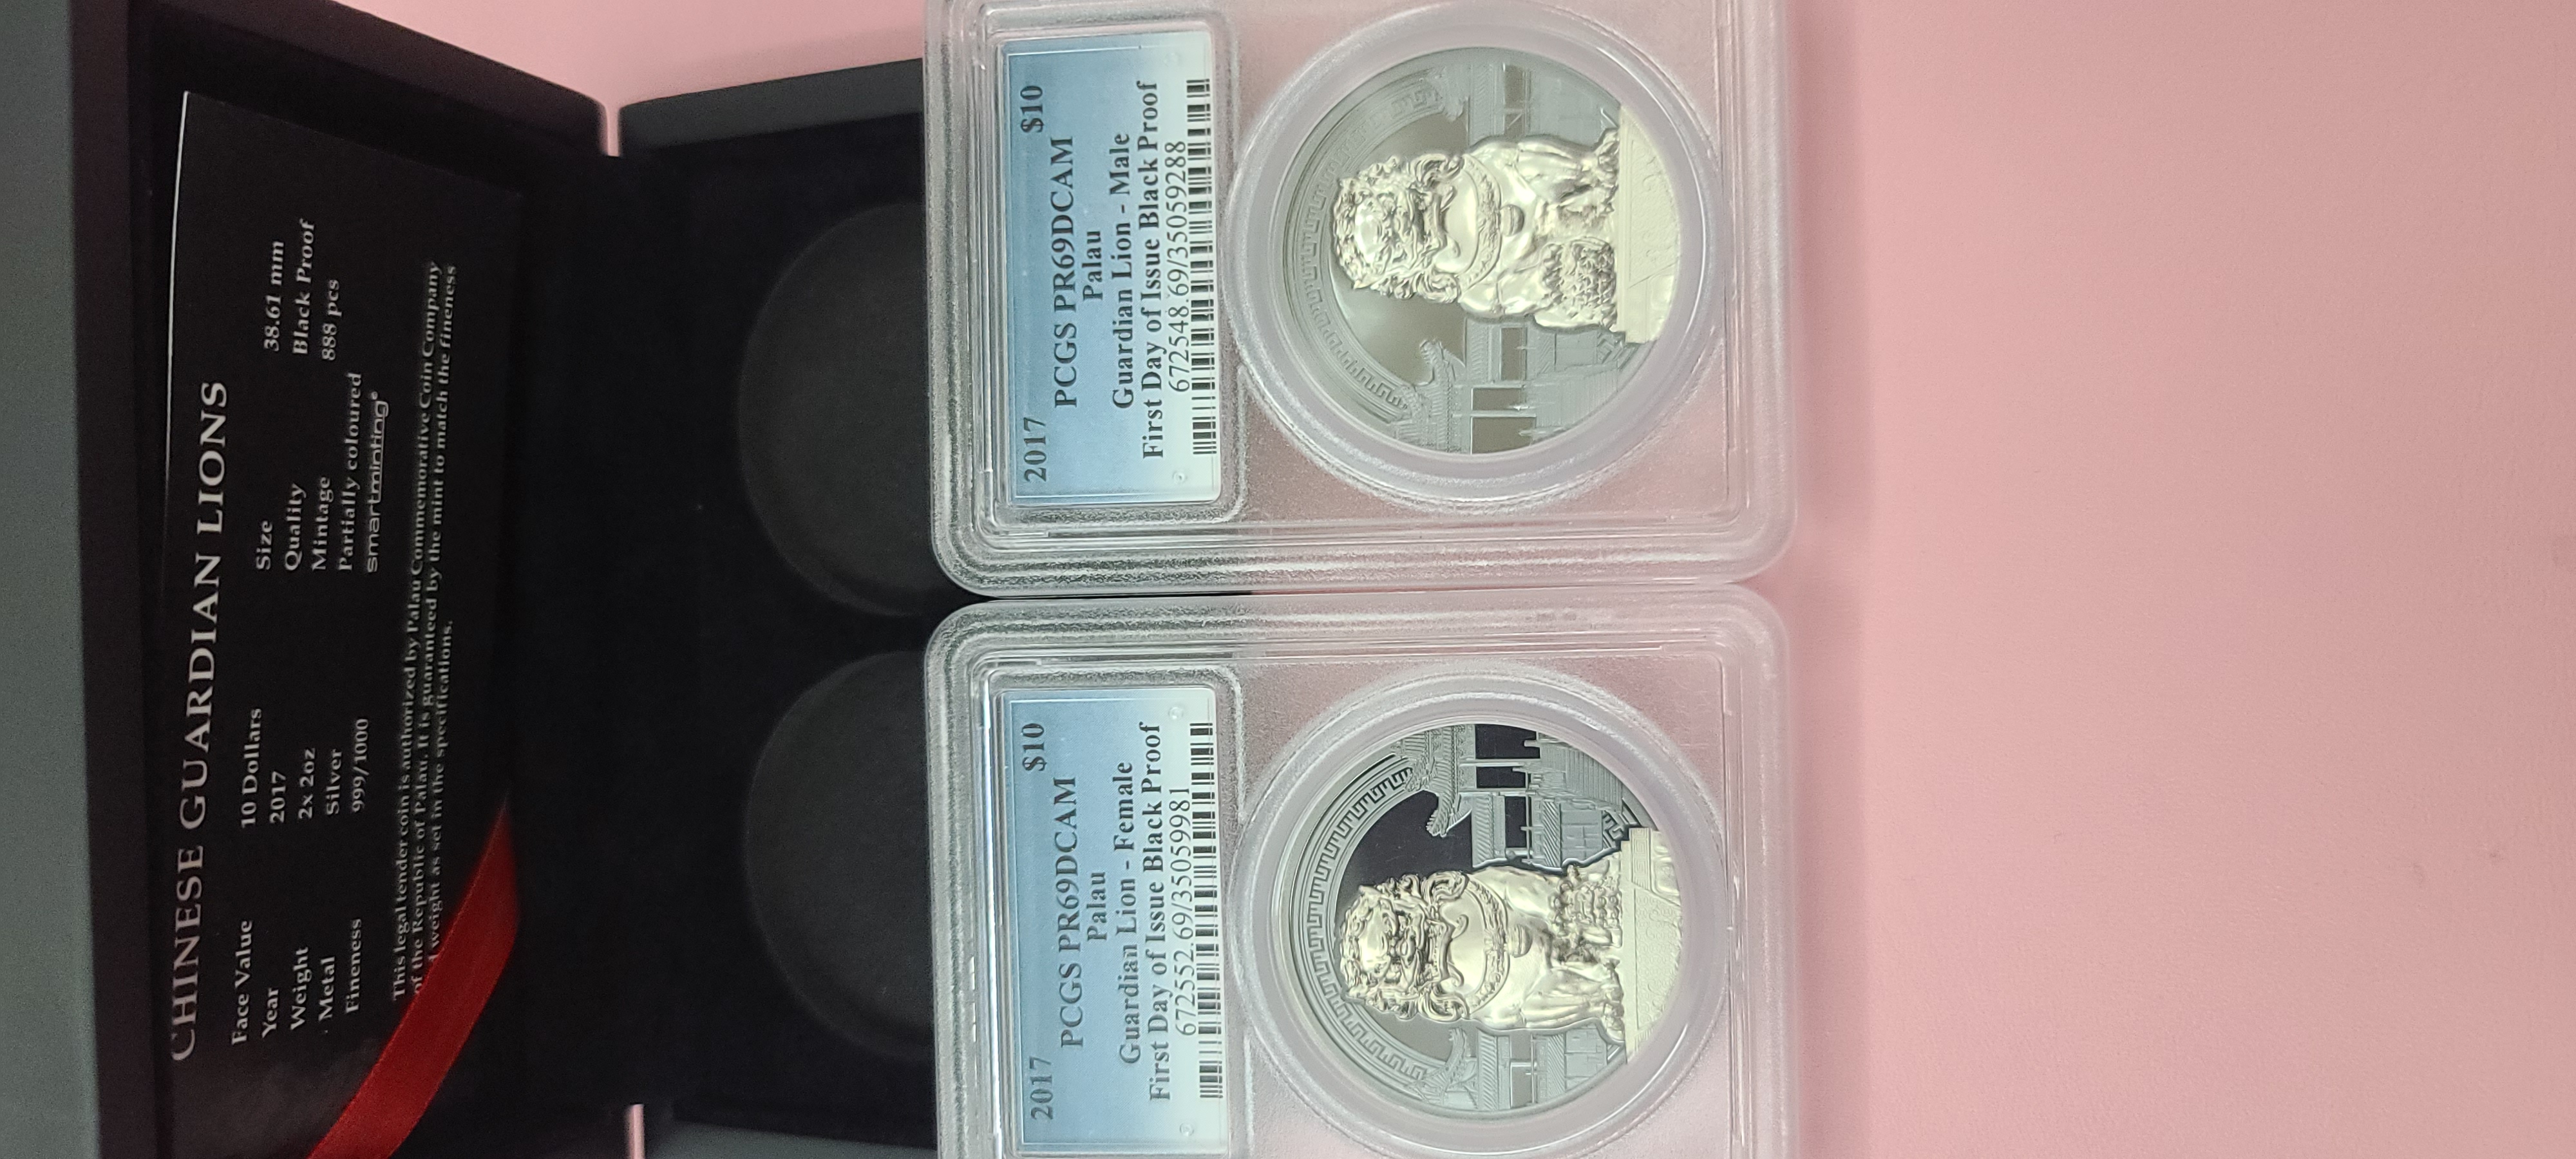 CHINESE GUARDIAN LIONS
Face Value 10 Dollars
Year 2017
Weight 2x 2oz
Metal Silver
Fineness 999/1000
Size 38.61 mm
Quality Black Proof
Mintage 888 pcs
Partially coloured
smartminting®
This legal tender coin is authorized by Palau Commemorative Coin Company
of the Republic of Palau. It is guaranteed by the mint to match the fineness
weight as set in the specifications.
2017 $10
PCGS PR69DCAM
Palau
Guardian Lion - Female
First Day of Issue Black Proof
672552.69/35059981
2017 $10
PCGS PR69DCAM
Palau
Guardian Lion - Male
First Day of Issue Black Proof
672548.69/35059288